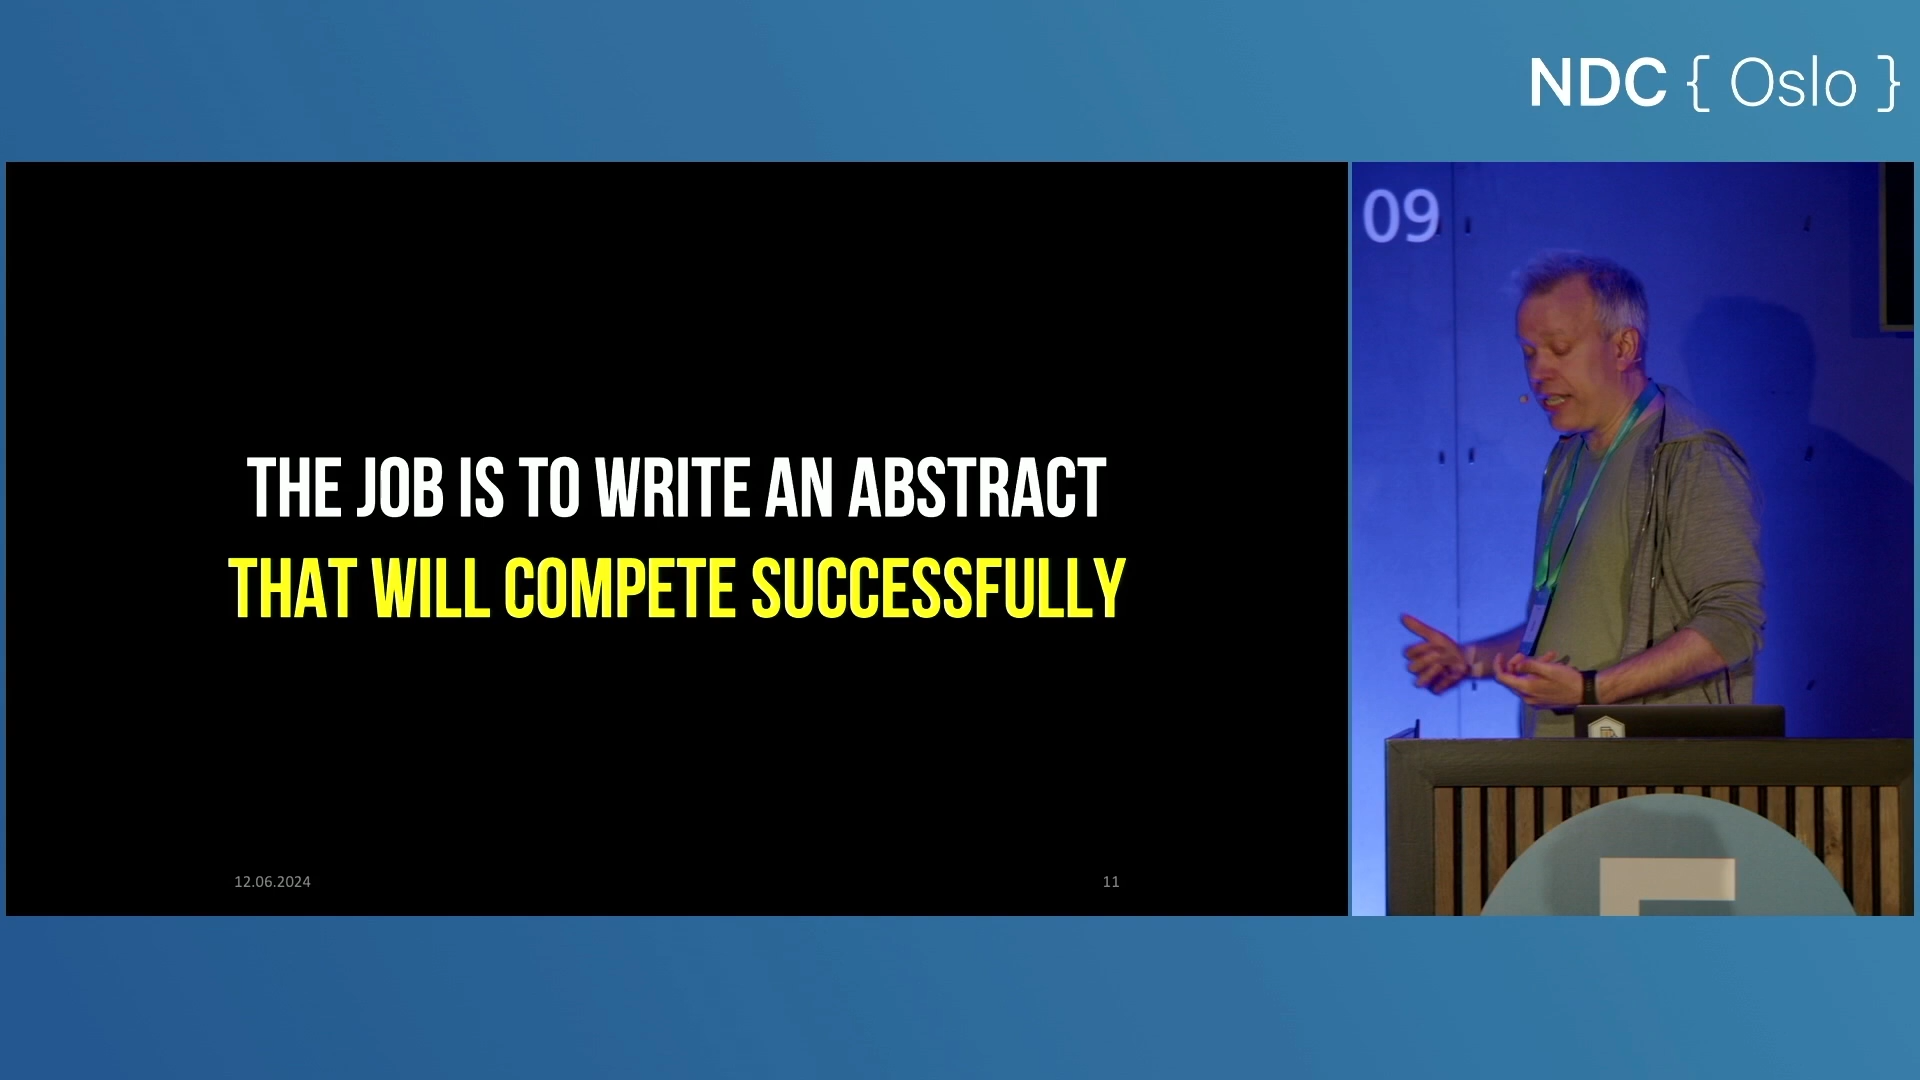 NDC { Oslo }
09
THE JOB IS TO WRITE AN ABSTRACT
THAT WILL COMPETE SUCCESSFULLY
12.06.2024
11